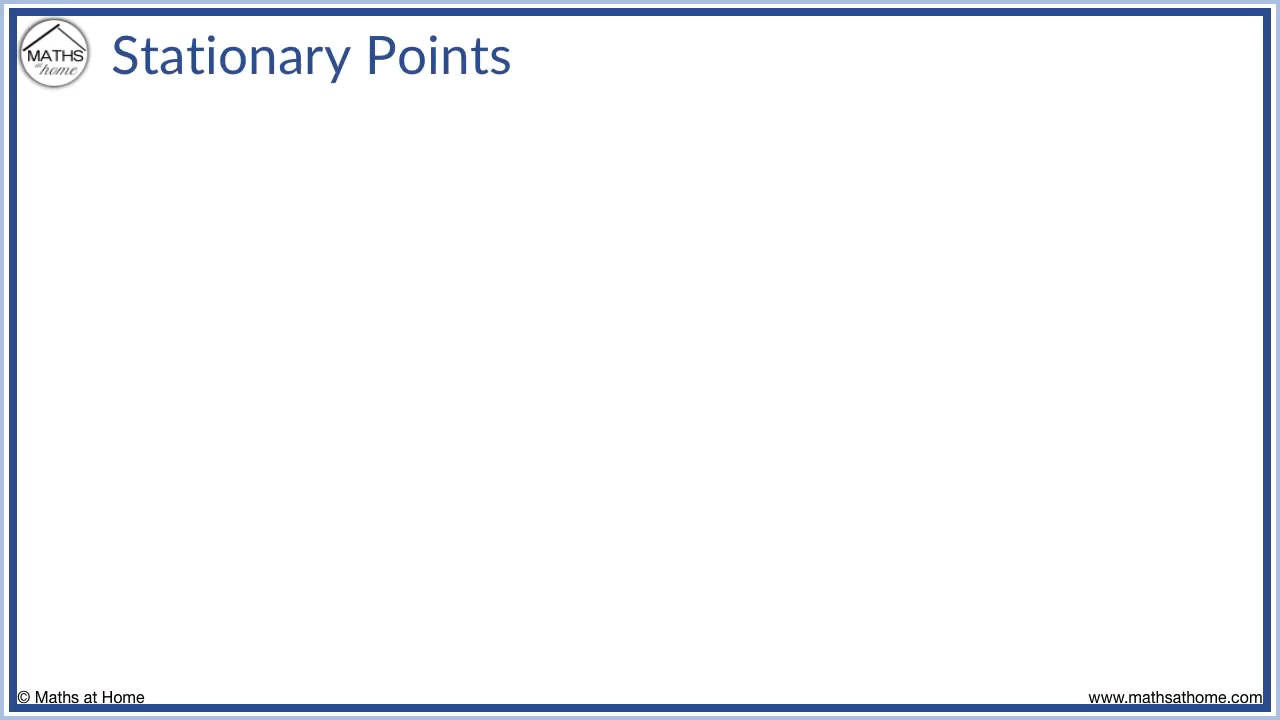 MATHS
at
home
Stationary Points
© Maths at Home
www.mathsathome.com